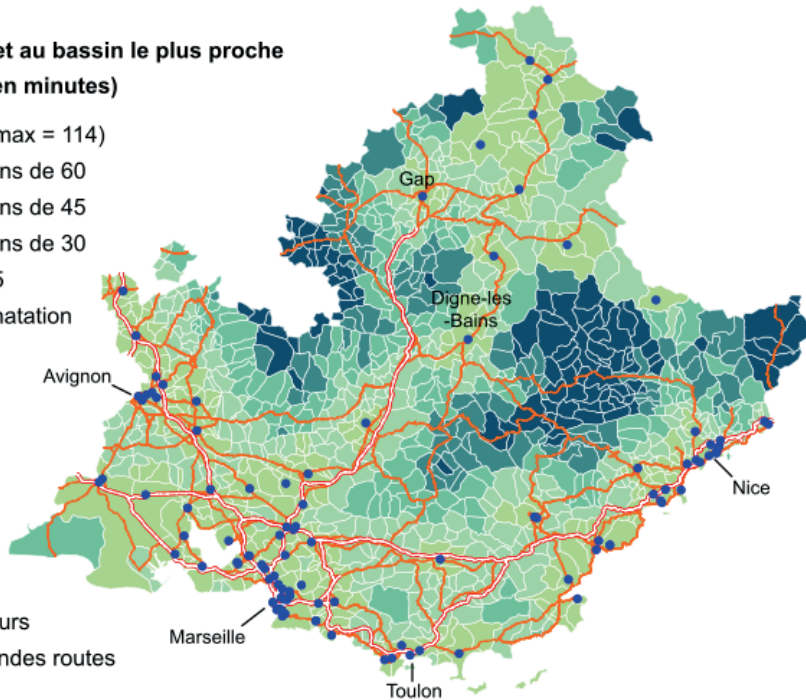 et au bassin le plus proche
en minutes)
max = 114)
ns de 60
ns de 45
ns de 30
5
natation
Gap
Digne-les
-Bains
Avignon
Nice
Marseille
Toulon
urs
ndes routes